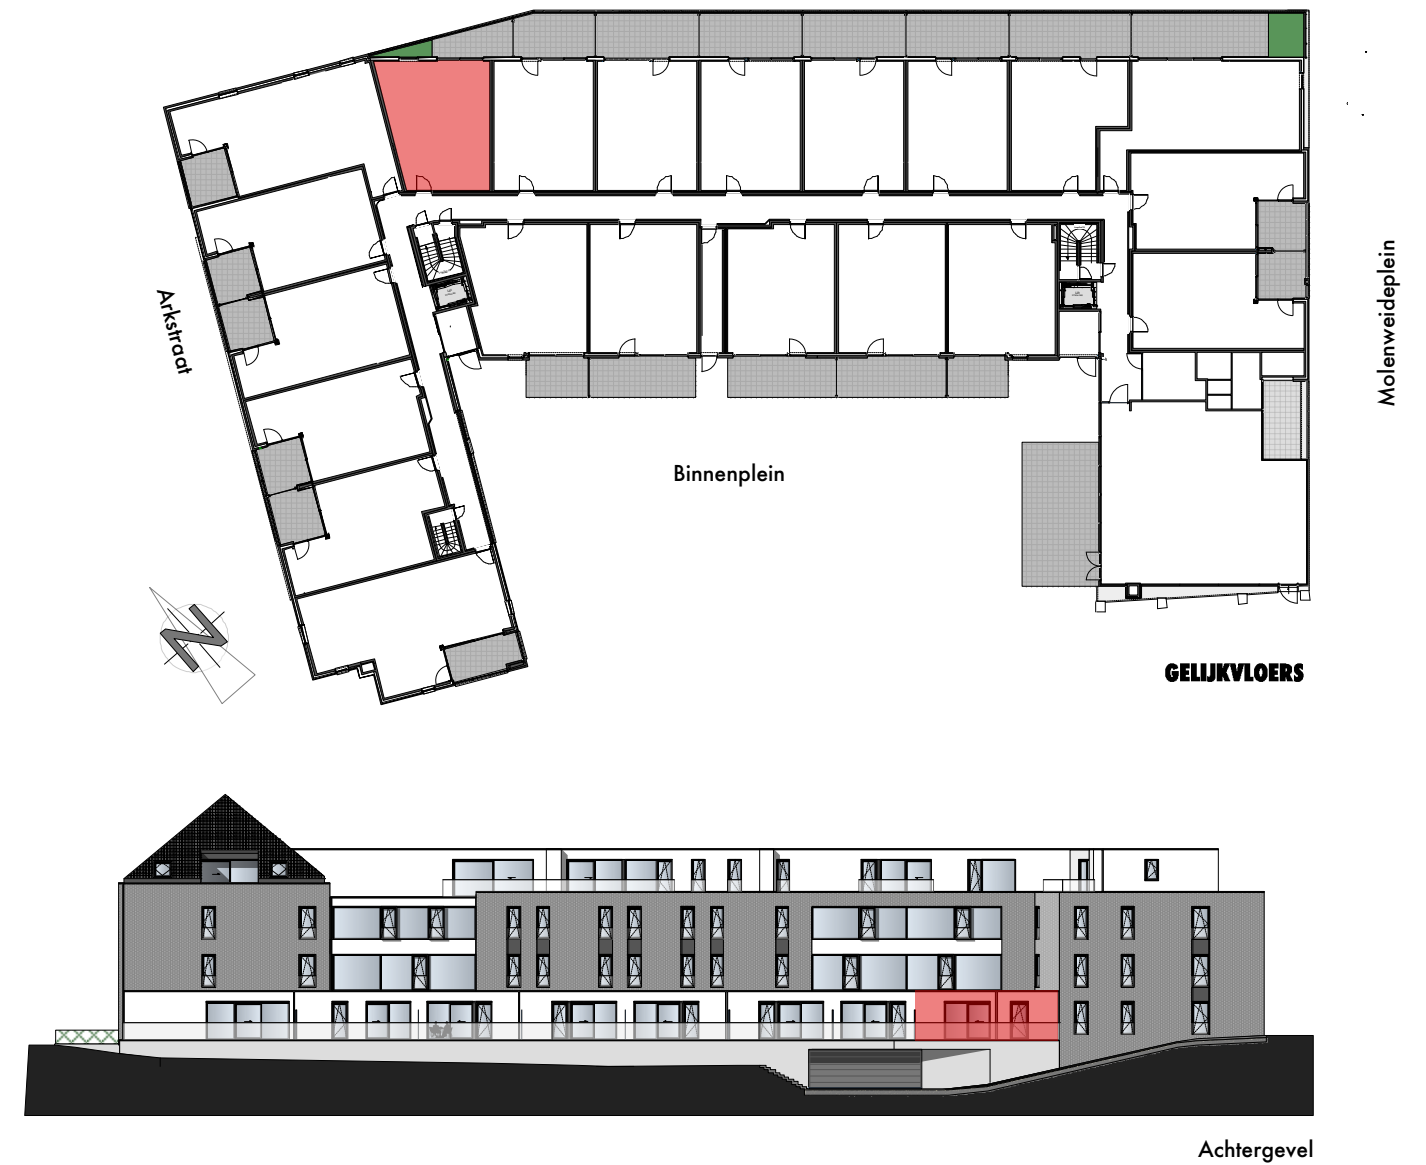 Arkstraat
Molenweideplein
Binnenplein
N
GELIJKVLOERS
Achtergevel